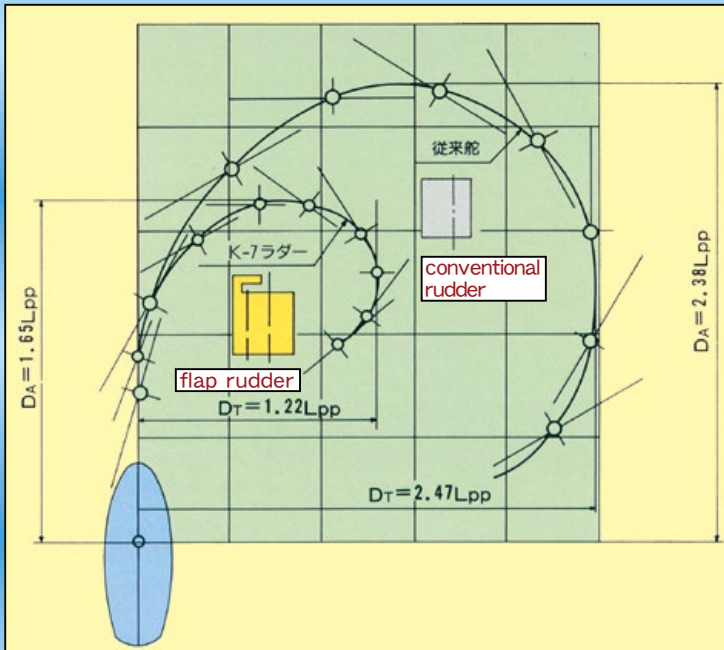 従来舵
K-7ラダー
conventional
rudder
flap rudder
DA=1.65Lpp
DA=2.38Lpp
DT=1.22Lpp
DT=2.47Lpp